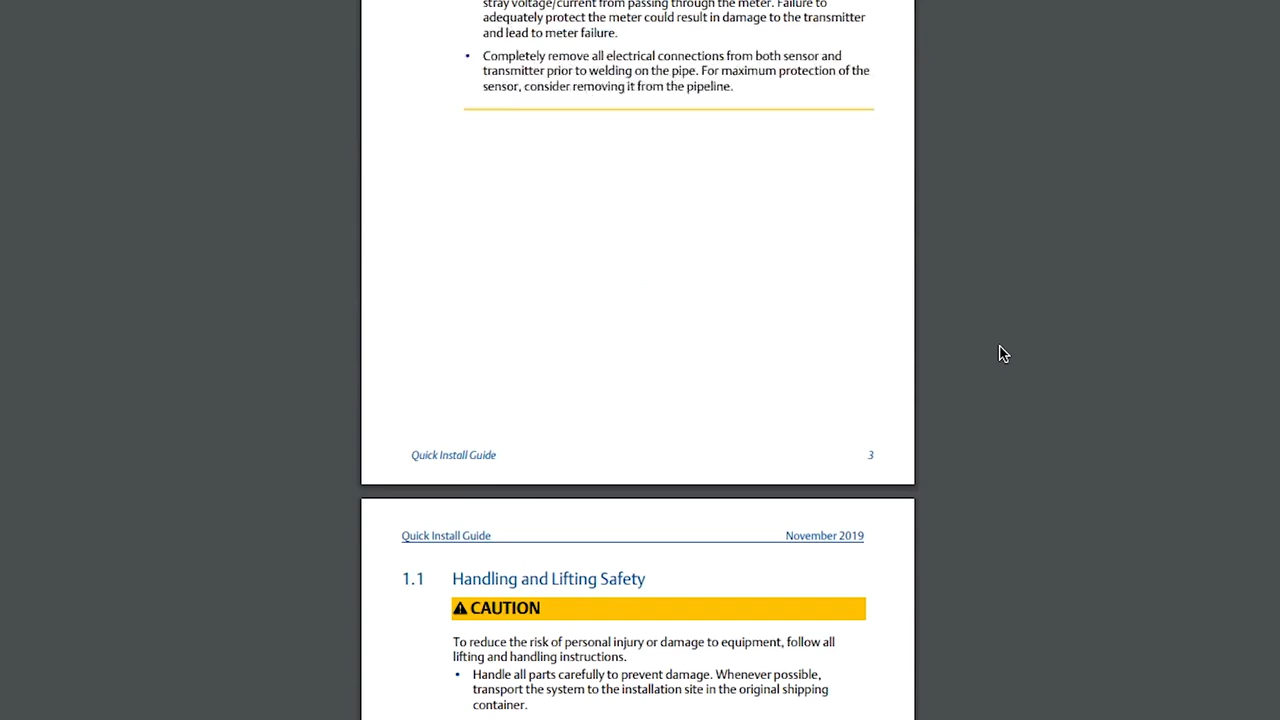 stray voltage/current from passing through the meter. Failure to
adequately protect the meter could result in damage to the transmitter
and lead to meter failure.
• Completely remove all electrical connections from both sensor and
transmitter prior to welding on the pipe. For maximum protection of the
sensor, consider removing it from the pipeline.
Quick Install Guide 3
Quick Install Guide November 2019
1.1 Handling and Lifting Safety
CAUTION
To reduce the risk of personal injury or damage to equipment, follow all
lifting and handling instructions.
• Handle all parts carefully to prevent damage. Whenever possible,
transport the system to the installation site in the original shipping
container.